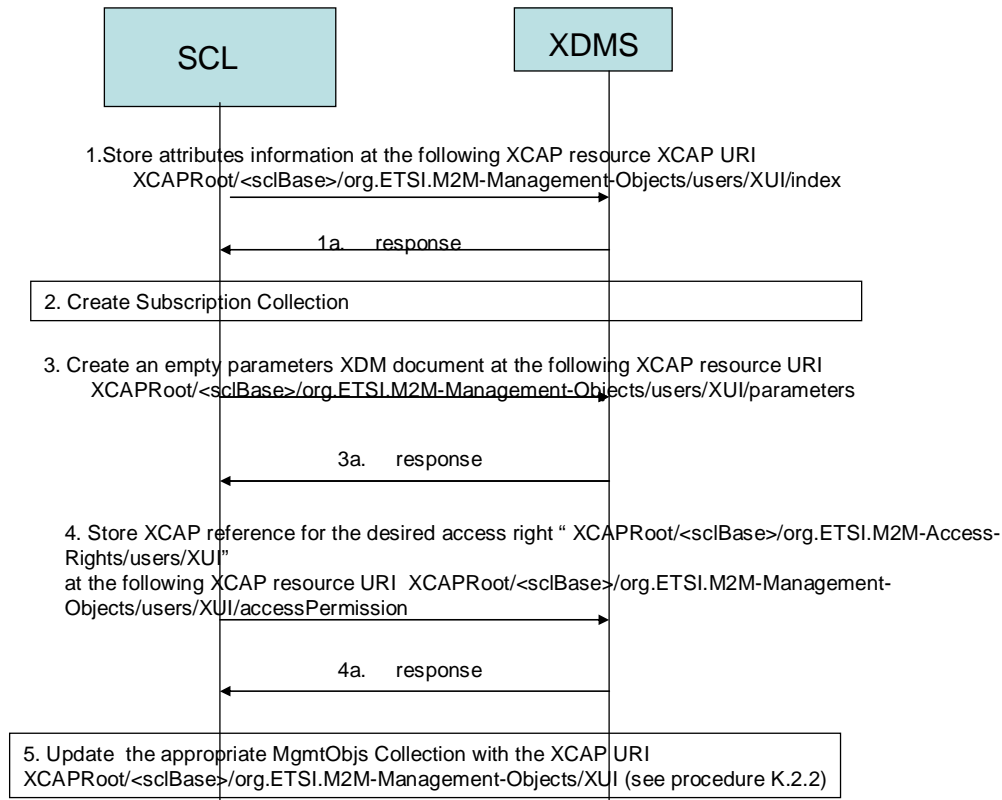 SCL
XDMS
1.Store attributes information at the following XCAP resource XCAP URI
XCAPRoot/<sclBase>/org.ETSI.M2M-Management-Objects/users/XUI/index
1a. response
2. Create Subscription Collection
3. Create an empty parameters XDM document at the following XCAP resource URI
XCAPRoot/<sclBase>/org.ETSI.M2M-Management-Objects/users/XUI/parameters
3a. response
4. Store XCAP reference for the desired access right “ XCAPRoot/<sclBase>/org.ETSI.M2M-Access-
Rights/users/XUI”
at the following XCAP resource URI XCAPRoot/<sclBase>/org.ETSI.M2M-Management-
Objects/users/XUI/accessPermission
4a. response
5. Update the appropriate MgmtObjs Collection with the XCAP URI
XCAPRoot/<sclBase>/org.ETSI.M2M-Management-Objects/XUI (see procedure K.2.2)